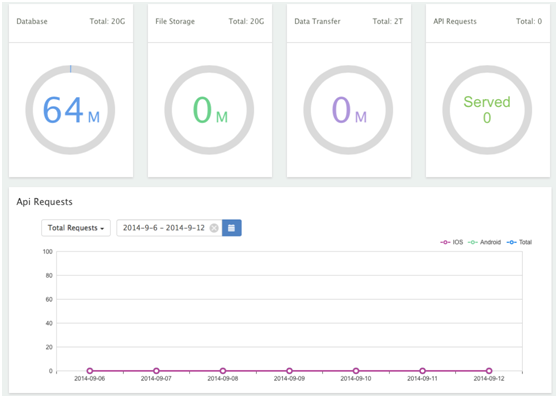 Database Total: 20G
File Storage Total: 20G
Data Transfer Total: 2T
API Requests Total: 0
64 M
0 M
0 M
Served
0
Api Requests
Total Requests
2014-9-6 - 2014-9-12
IOS Android Total
100
80
60
40
20
0
2014-09-06 2014-09-07 2014-09-08 2014-09-09 2014-09-10 2014-09-11 2014-09-12